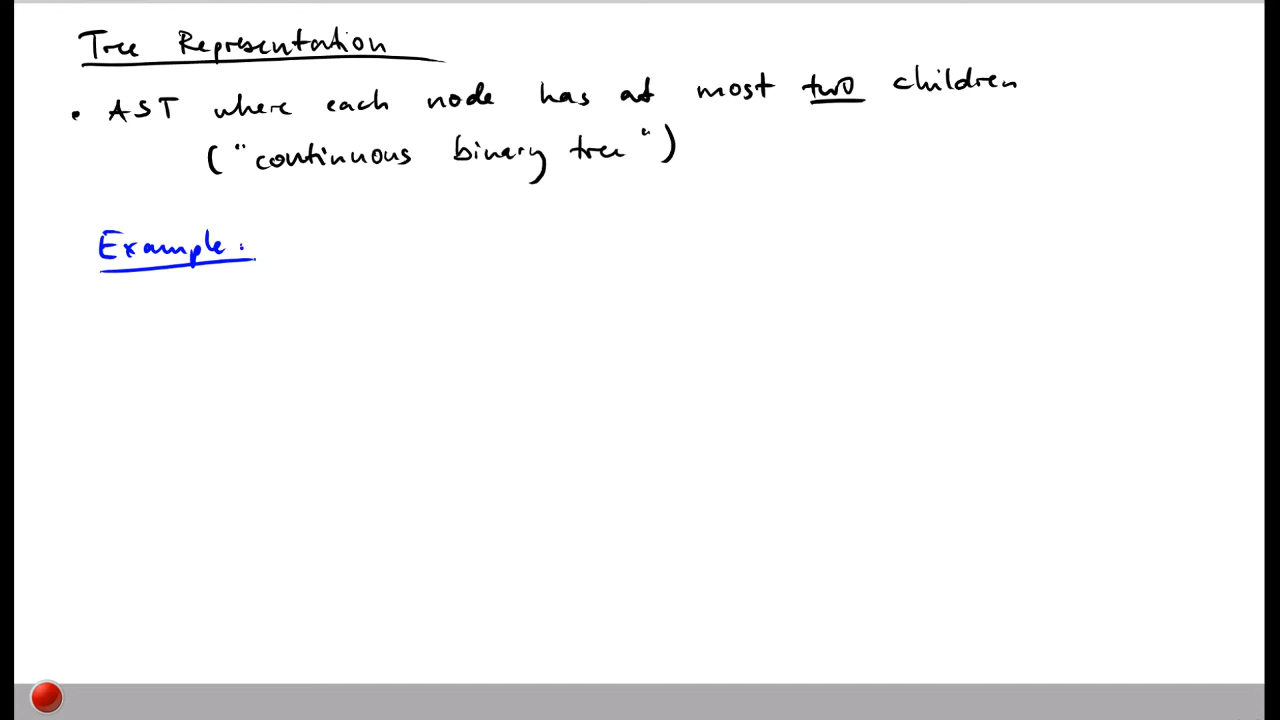 Tree Representation
• AST where each node has at most two children
("continuous binary tree")
Example: